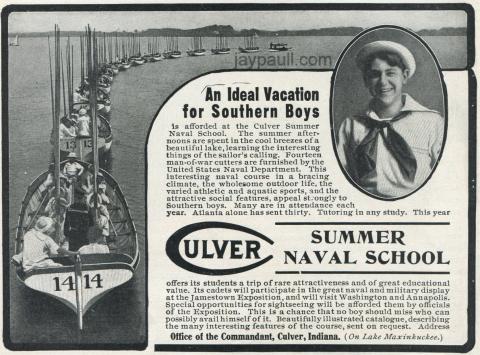 jaypaull.com
An Ideal Vacation
for Southern Boys
is afforded at the Culver Summer
Naval School. The summer after-
noons are spent in the cool breezes of a
beautiful lake, learning the interesting
things of the sailor's calling. Fourteen
man-of-war cutters are furnished by the
United States Naval Department. This
interesting naval course in a bracing
climate, the wholesome outdoor life, the
varied athletic and aquatic sports, and the
attractive social features, appeal strongly to
Southern boys. Many are in attendance each
year. Atlanta alone has sent thirty. Tutoring in any study. This year
CULVER
SUMMER
NAVAL SCHOOL
offers its students a trip of rare attractiveness and of great educational
value. Its cadets will participate in the great naval and military display
at the Jamestown Exposition, and will visit Washington and Annapolis.
Special opportunities for sightseeing will be afforded them by officials
of the Exposition. This is a chance that no boy should miss who can
possibly avail himself of it. Beautifully illustrated catalogue, describing
the many interesting features of the course, sent on request. Address
Office of the Commandant, Culver, Indiana. (On Lake Maxinkuckee.)
13
13
14
14